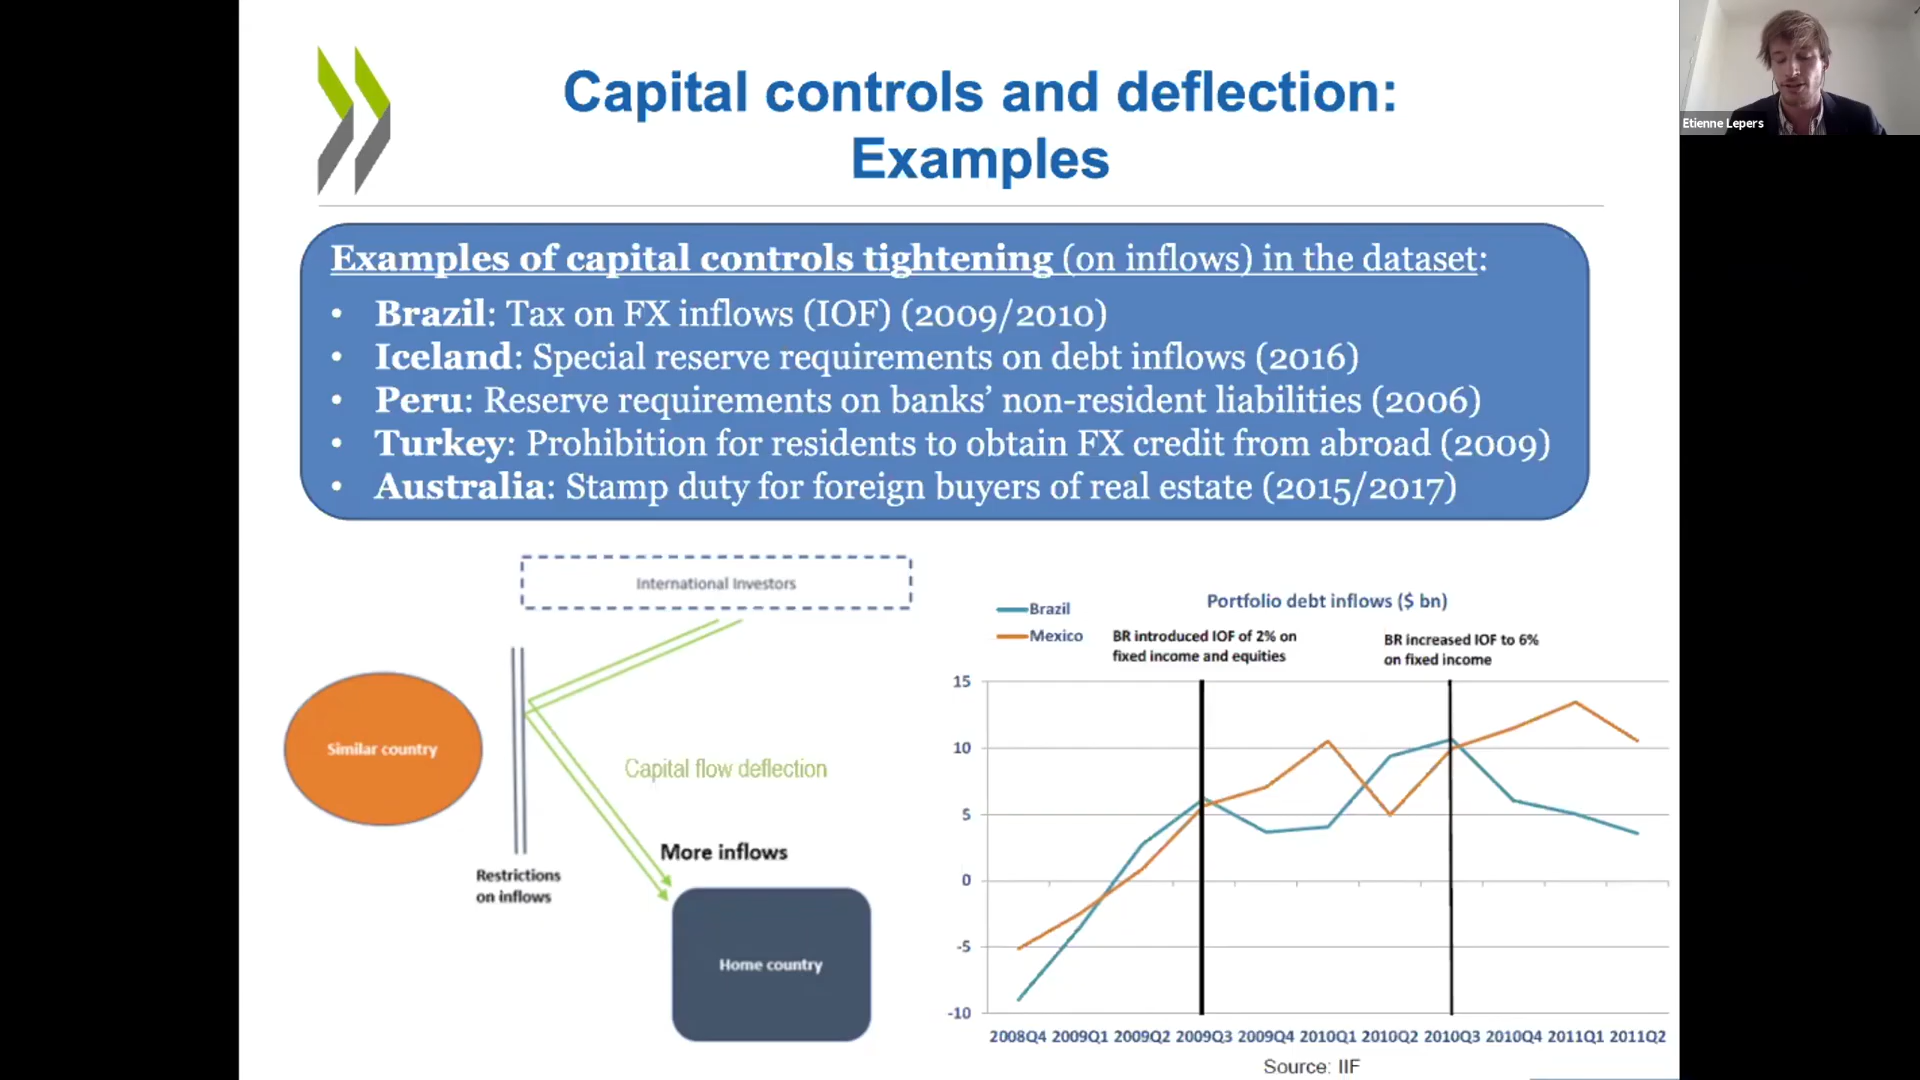 Capital controls and deflection:
Examples
Etienne Lepers
Examples of capital controls tightening (on inflows) in the dataset:
• Brazil: Tax on FX inflows (IOF) (2009/2010)
• Iceland: Special reserve requirements on debt inflows (2016)
• Peru: Reserve requirements on banks’ non-resident liabilities (2006)
• Turkey: Prohibition for residents to obtain FX credit from abroad (2009)
• Australia: Stamp duty for foreign buyers of real estate (2015/2017)
International Investors
Similar country
Capital flow deflection
More inflows
Restrictions
on inflows
Home country
Portfolio debt inflows ($ bn)
Brazil
Mexico
BR introduced IOF of 2% on
fixed income and equities
BR increased IOF to 6%
on fixed income
15
10
5
0
-5
-10
2008Q4 2009Q1 2009Q2 2009Q3 2009Q4 2010Q1 2010Q2 2010Q3 2010Q4 2011Q1 2011Q2
Source: IIF